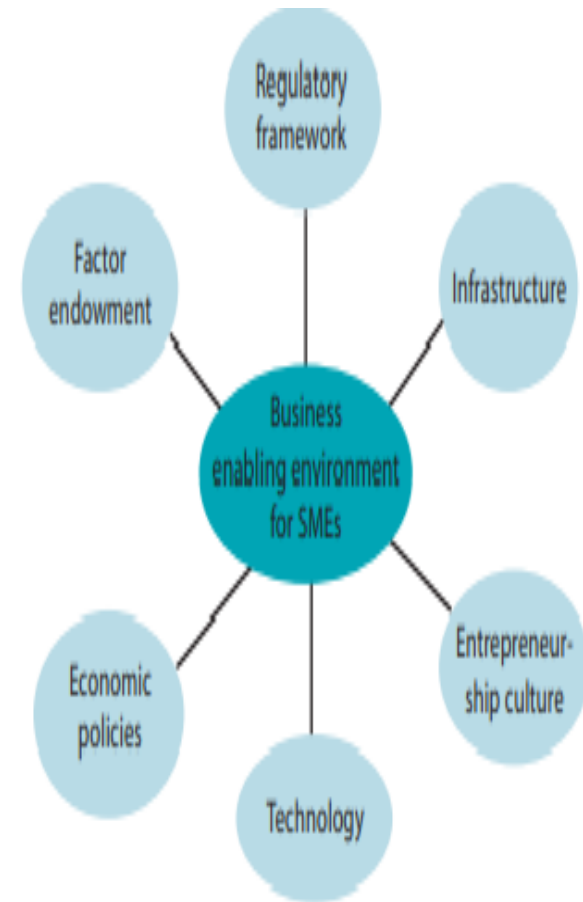 Regulatory
framework
Factor
endowment
Infrastructure
Business
enabling environment
for SMEs
Economic
policies
Entrepreneur-
ship culture
Technology